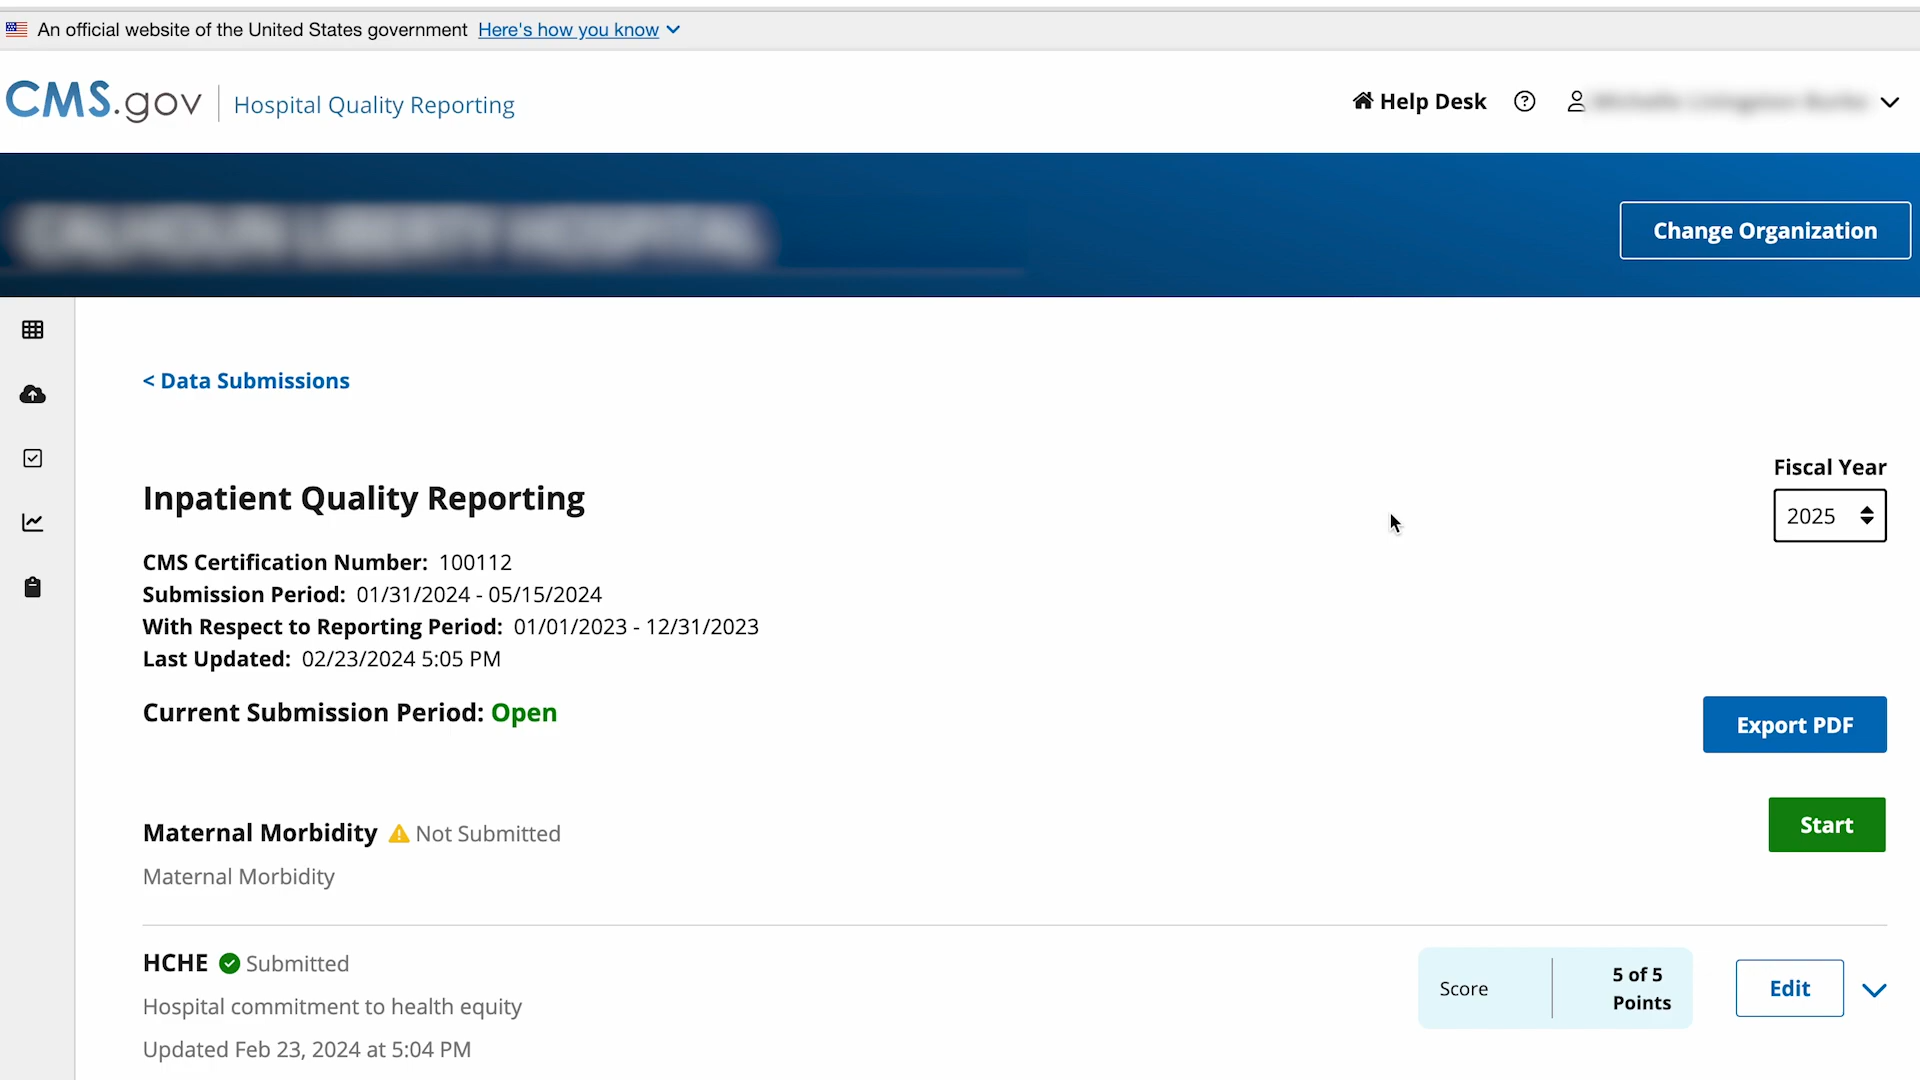 An official website of the United States government Here's how you know
CMS.gov Hospital Quality Reporting
Help Desk
Change Organization
< Data Submissions
Fiscal Year
2025
Inpatient Quality Reporting
CMS Certification Number: 100112
Submission Period: 01/31/2024 - 05/15/2024
With Respect to Reporting Period: 01/01/2023 - 12/31/2023
Last Updated: 02/23/2024 5:05 PM
Current Submission Period: Open
Export PDF
Maternal Morbidity Not Submitted
Start
Maternal Morbidity
HCHE Submitted
Score
5 of 5
Points
Edit
Hospital commitment to health equity
Updated Feb 23, 2024 at 5:04 PM